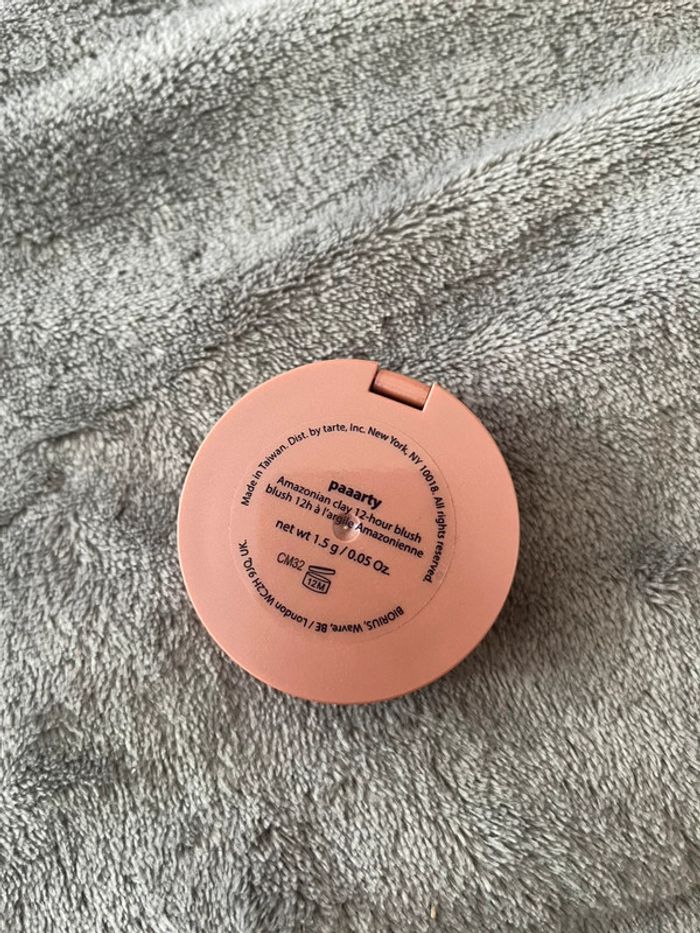 Made in Taiwan. Dist. by tarte, Inc. New York, NY 10018. All rights reserved.
paaarty
Amazonian clay 12-hour blush
blush 12h à l'argile Amazonienne
net wt 1.5 g / 0.05 Oz.
CM32
12M
BIORIUS, Wavre, BE / London WC2H 9JQ, UK.